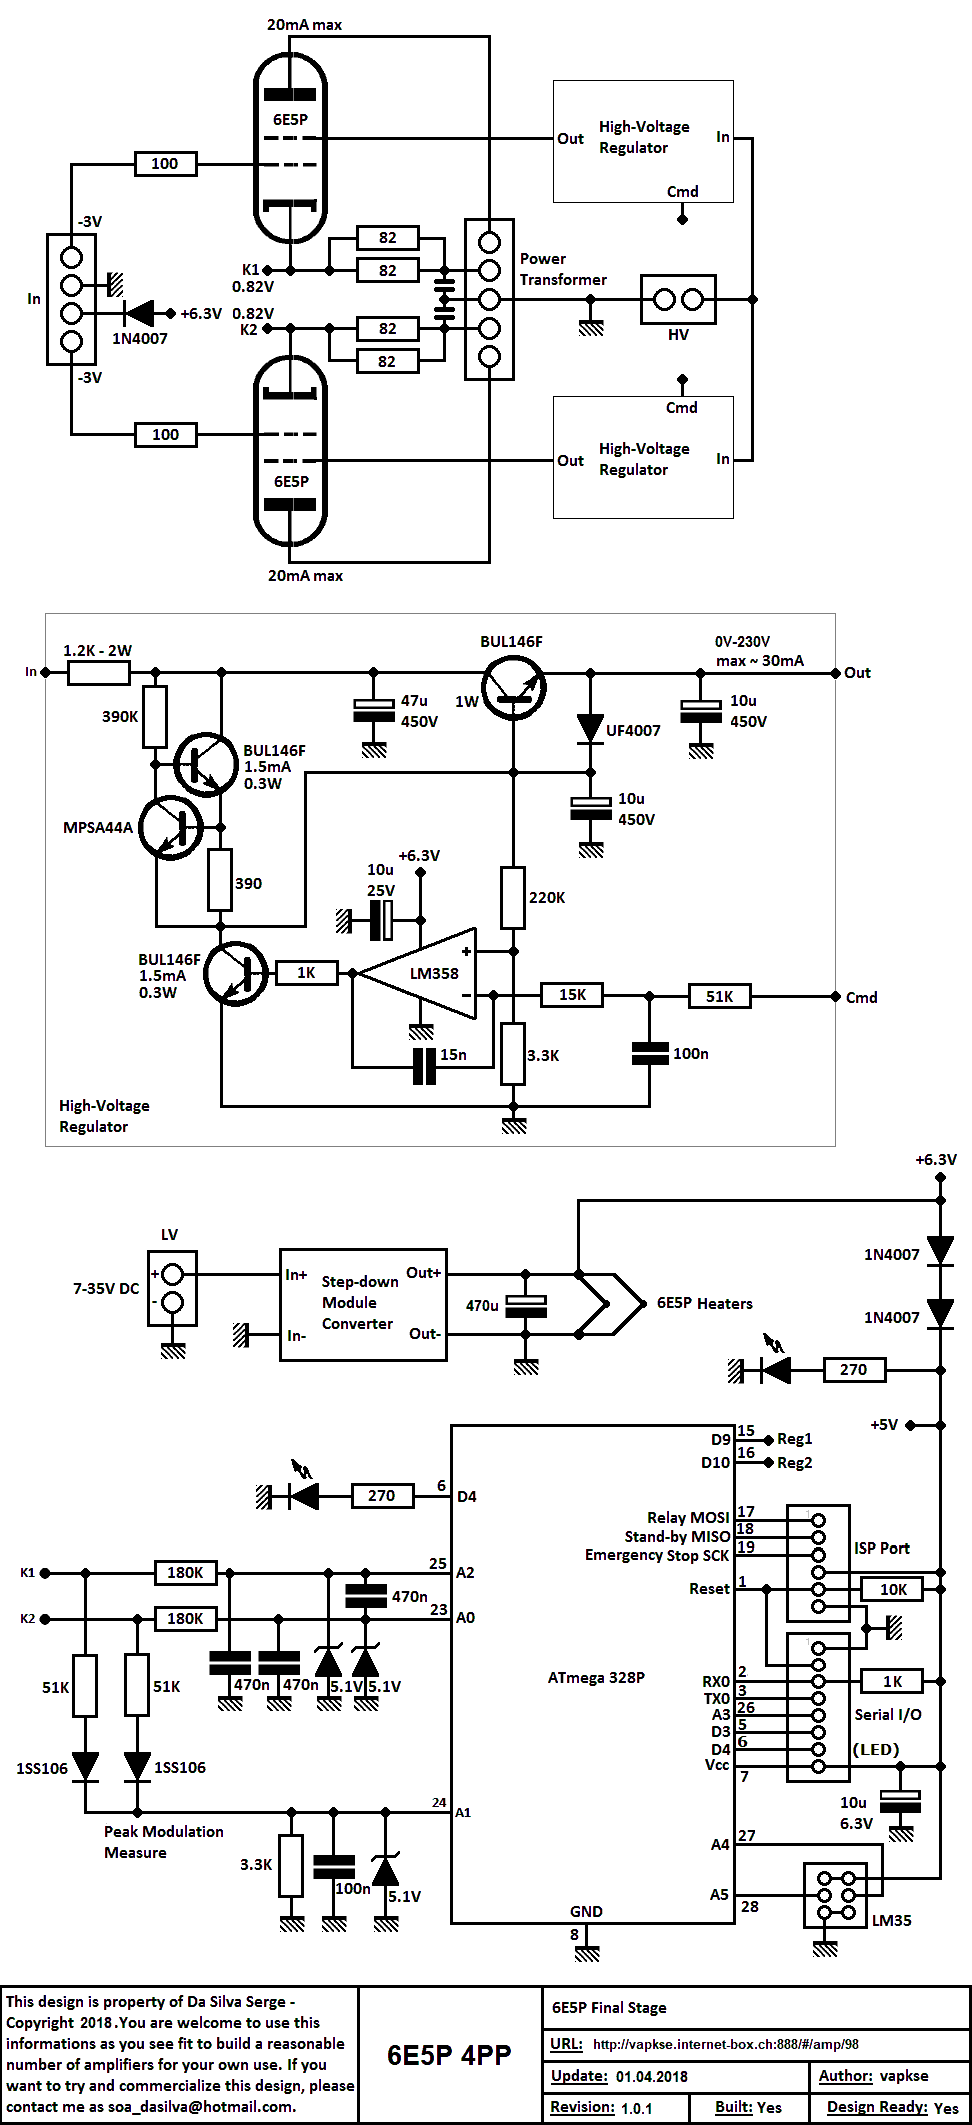 20mA max
6E5P
Out
High-Voltage
Regulator
In
Cmd
100
-3V
82
82
K1
0.82V
Power
Transformer
In
+6.3V
0.82V
1N4007
K2
82
82
HV
-3V
Cmd
100
Out
High-Voltage
Regulator
In
6E5P
20mA max
BUL146F
0V-230V
max ~ 30mA
1.2K - 2W
In
Out
1W
390K
47u
450V
10u
450V
UF4007
BUL146F
1.5mA
0.3W
10u
450V
MPSA44A
+6.3V
10u
25V
390
220K
BUL146F
1.5mA
0.3W
1K
LM358
+
-
15K
51K
Cmd
15n
3.3K
100n
High-Voltage
Regulator
+6.3V
LV
1N4007
7-35V DC
+
-
In+
Step-down
Module
Converter
Out+
In-
Out-
470u
6E5P Heaters
1N4007
270
+5V
D9
15
Reg1
D10
16
Reg2
270
6
D4
Relay MOSI
17
1
Stand-by MISO
18
Emergency Stop SCK
19
ISP Port
K1
180K
25
A2
Reset
1
10K
470n
K2
180K
23
A0
1
51K
51K
470n
470n
5.1V
5.1V
ATmega 328P
RX0
2
1K
TX0
3
A3
26
Serial I/O
D3
5
D4
6
(LED)
Vcc
7
1SS106
1SS106
24
A1
10u
6.3V
Peak Modulation
Measure
A4
27
3.3K
100n
5.1V
A5
28
LM35
GND
8
This design is property of Da Silva Serge -
Copyright 2018.You are welcome to use this
informations as you see fit to build a reasonable
number of amplifiers for your own use. If you
want to try and commercialize this design, please
contact me as soa_dasilva@hotmail.com.
6E5P 4PP
6E5P Final Stage
URL: http://vapkse.internet-box.ch:888/#/amp/98
Update: 01.04.2018
Author: vapkse
Revision: 1.0.1
Built: Yes
Design Ready: Yes